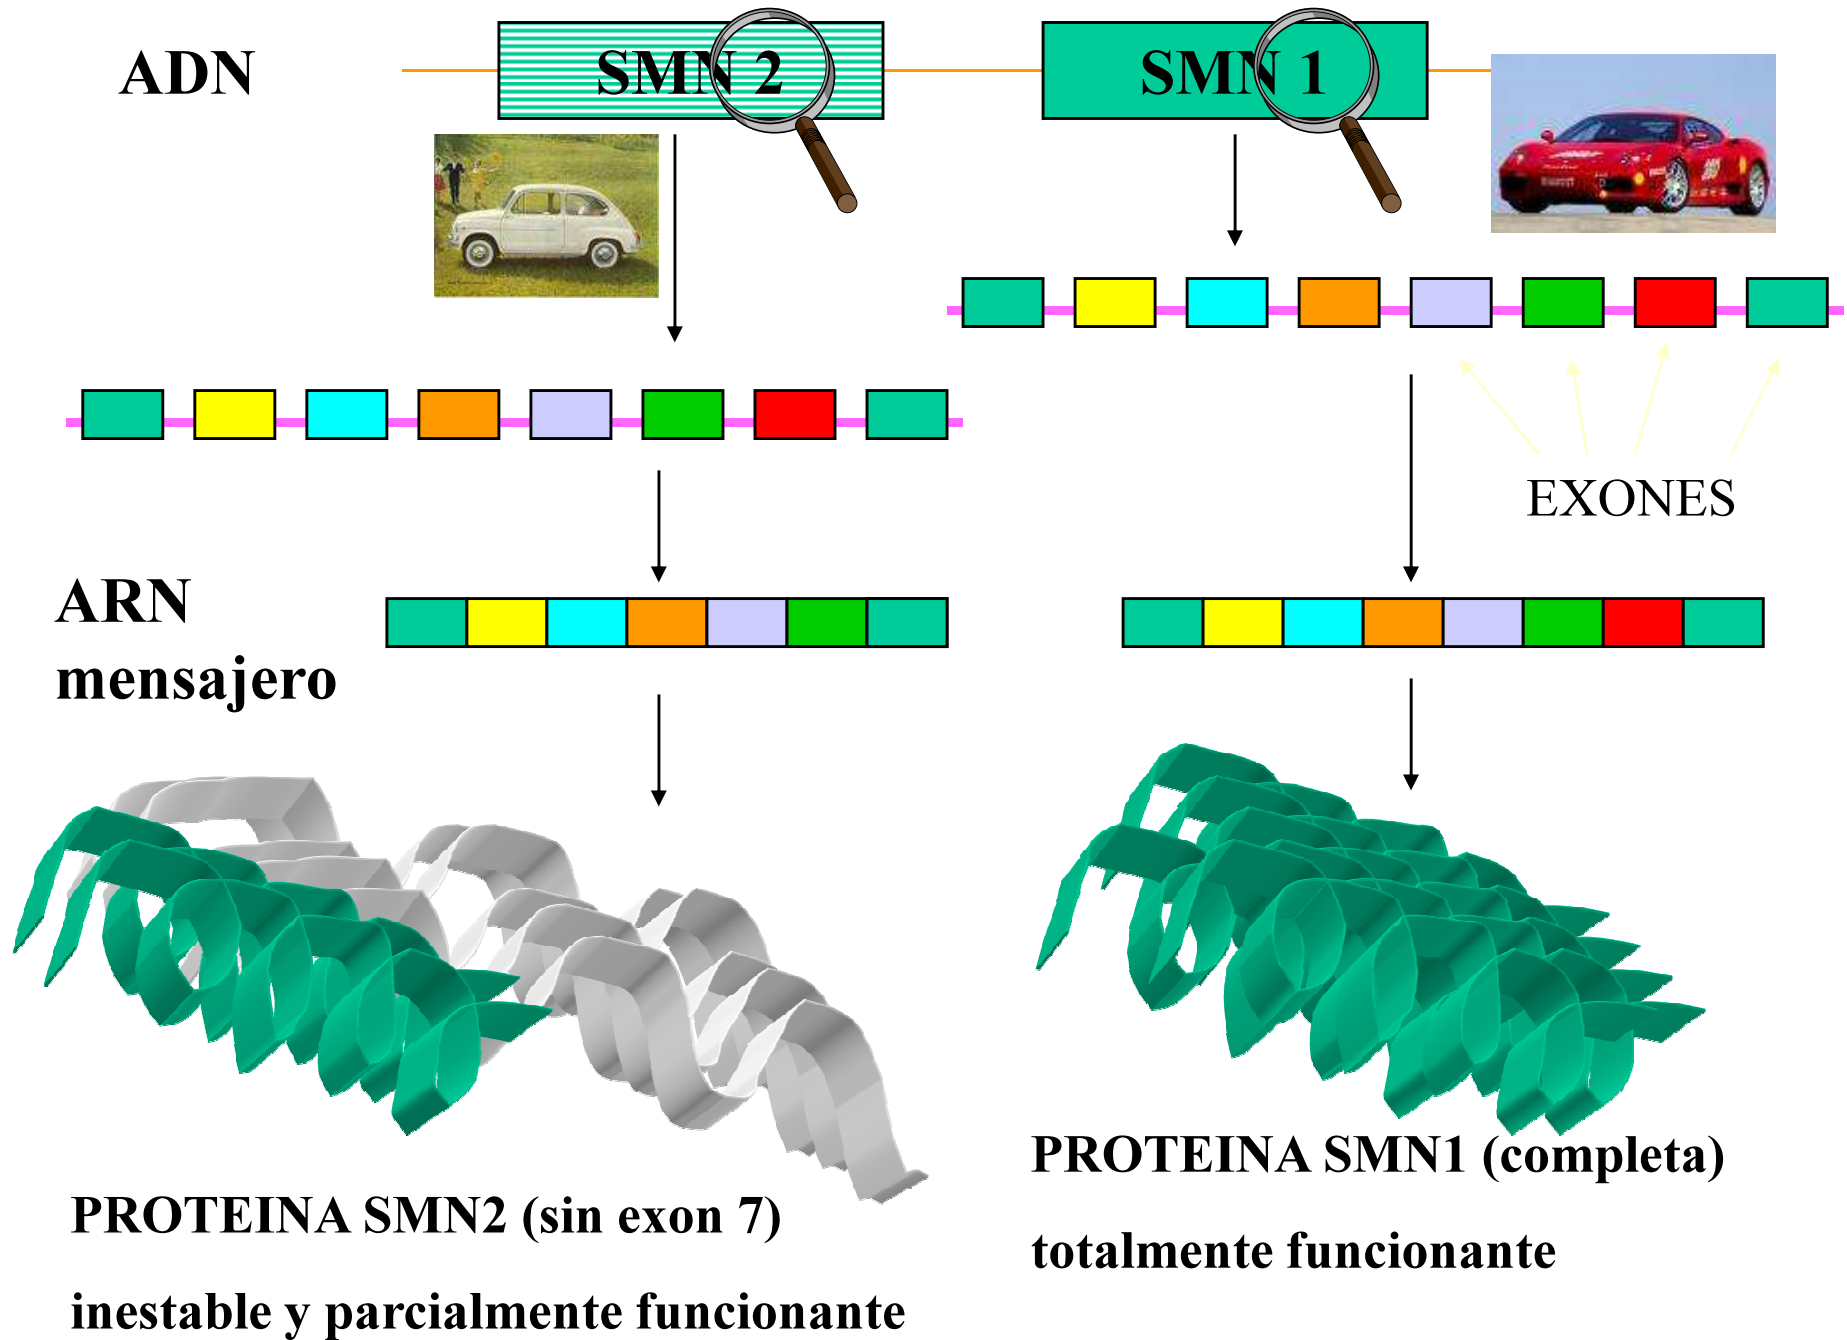 ADN
SMN 2
SMN 1
EXONES
ARN
mensajero
PROTEINA SMN1 (completa)
totalmente funcionante
PROTEINA SMN2 (sin exon 7)
inestable y parcialmente funcionante